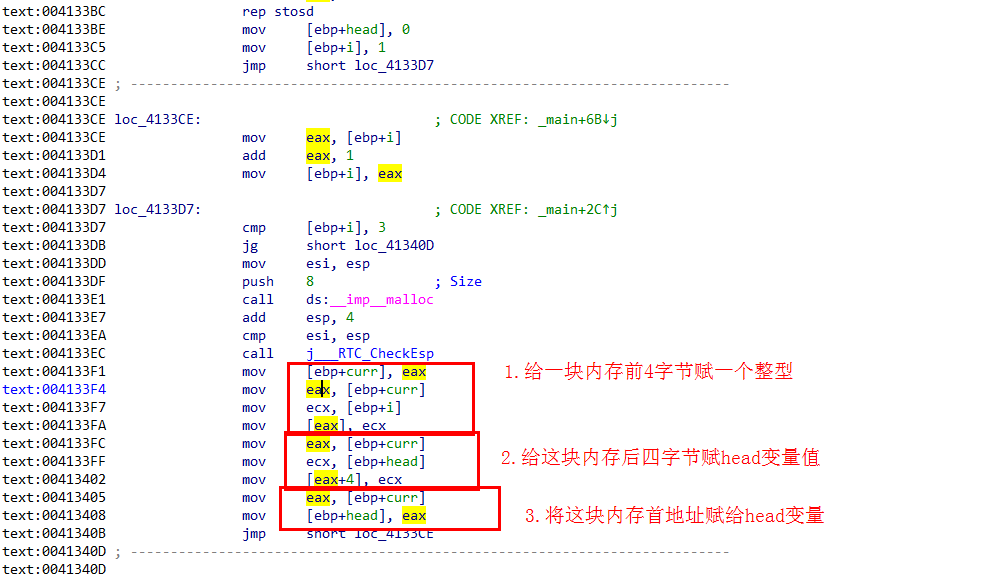 text:004133BC rep stosd
text:004133BE mov [ebp+head], 0
text:004133C5 mov [ebp+i], 1
text:004133CC jmp short loc_4133D7
text:004133CE ; ---------------------------------------------------------------------------
text:004133CE
text:004133CE loc_4133CE: ; CODE XREF: _main+6B↓j
text:004133CE mov eax, [ebp+i]
text:004133D1 add eax, 1
text:004133D4 mov [ebp+i], eax
text:004133D7
text:004133D7 loc_4133D7: ; CODE XREF: _main+2C↑j
text:004133D7 cmp [ebp+i], 3
text:004133DB jg short loc_41340D
text:004133DD mov esi, esp
text:004133DF push 8 ; Size
text:004133E1 call ds:__imp__malloc
text:004133E7 add esp, 4
text:004133EA cmp esi, esp
text:004133EC call j___RTC_CheckEsp
text:004133F1 mov [ebp+curr], eax 1.给一块内存前4字节赋一个整型
text:004133F4 mov eax, [ebp+curr]
text:004133F7 mov ecx, [ebp+i]
text:004133FA mov [eax], ecx
text:004133FC mov eax, [ebp+curr]
text:004133FF mov ecx, [ebp+head] 2.给这块内存后四字节赋head变量值
text:00413402 mov [eax+4], ecx
text:00413405 mov eax, [ebp+curr]
text:00413408 mov [ebp+head], eax 3.将这块内存首地址赋给head变量
text:0041340B jmp short loc_4133CE
text:0041340D ; ---------------------------------------------------------------------------
text:0041340D